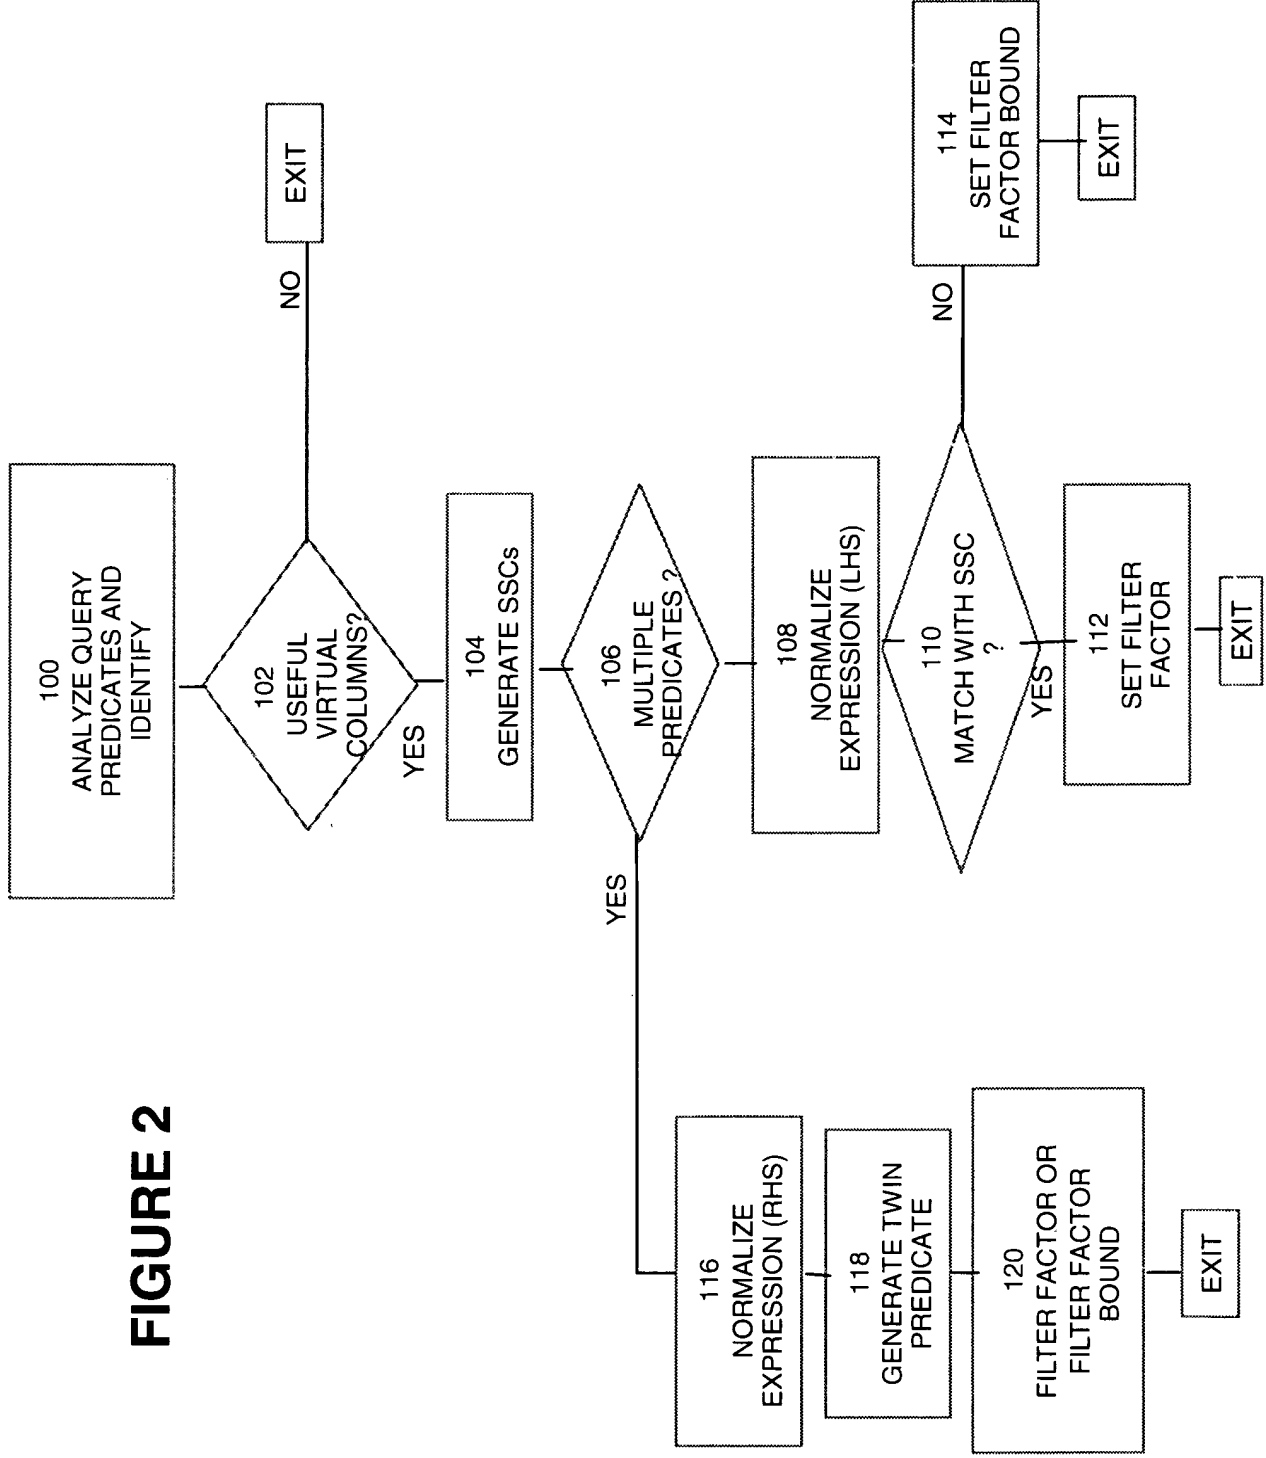 FIGURE 2
100
ANALYZE QUERY
PREDICATES AND
IDENTIFY
102
USEFUL
VIRTUAL
COLUMNS?
NO
EXIT
YES
104
GENERATE SSCs
106
MULTIPLE
PREDICATES ?
YES
108
NORMALIZE
EXPRESSION (LHS)
110
MATCH WITH SSC
?
NO
114
SET FILTER
FACTOR BOUND
EXIT
YES
112
SET FILTER
FACTOR
EXIT
116
NORMALIZE
EXPRESSION (RHS)
118
GENERATE TWIN
PREDICATE
120
FILTER FACTOR OR
FILTER FACTOR
BOUND
EXIT